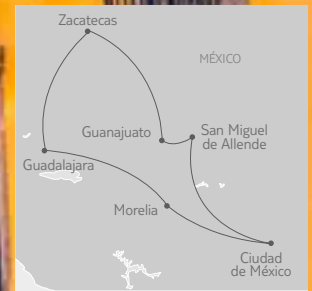 Zacatecas
MÉXICO
Guanajuato
San Miguel
de Allende
Guadalajara
Morelia
Ciudad
de México